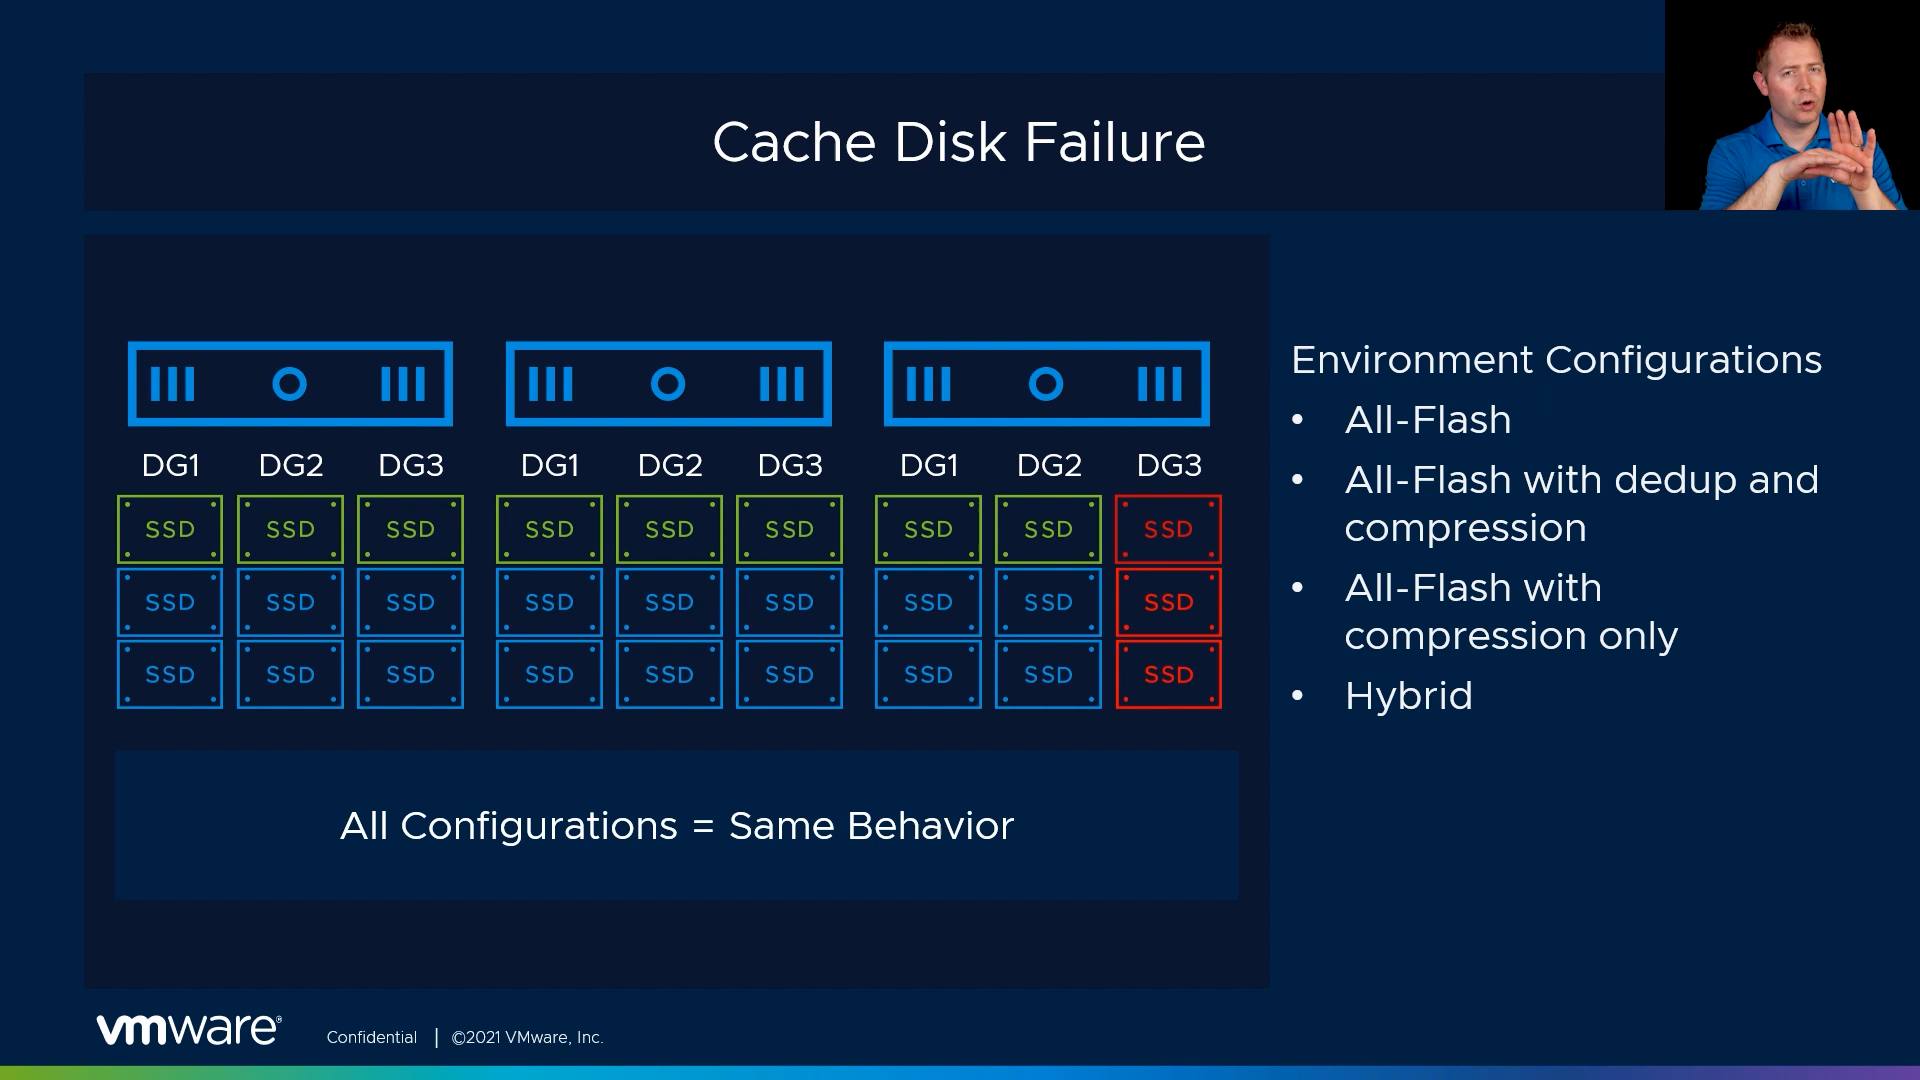 Cache Disk Failure
DG1 DG2 DG3 DG1 DG2 DG3 DG1 DG2 DG3
SSD SSD SSD SSD SSD SSD SSD SSD SSD
SSD SSD SSD SSD SSD SSD SSD SSD SSD
SSD SSD SSD SSD SSD SSD SSD SSD SSD
All Configurations = Same Behavior
Environment Configurations
• All-Flash
• All-Flash with dedup and
compression
• All-Flash with
compression only
• Hybrid
vmware®
Confidential | ©2021 VMware, Inc.